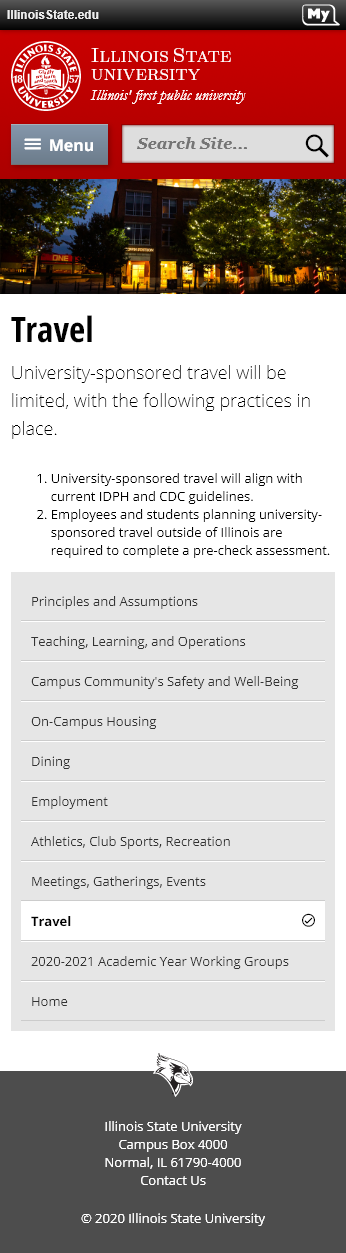 IllinoisState.edu
My
ILLINOIS STATE UNIVERSITY
1857
ILLINOIS STATE
UNIVERSITY
Illinois' first public university
Menu
Search Site...
Travel
University-sponsored travel will be
limited, with the following practices in
place.
1. University-sponsored travel will align with
current IDPH and CDC guidelines.
2. Employees and students planning university-
sponsored travel outside of Illinois are
required to complete a pre-check assessment.
Principles and Assumptions
Teaching, Learning, and Operations
Campus Community's Safety and Well-Being
On-Campus Housing
Dining
Employment
Athletics, Club Sports, Recreation
Meetings, Gatherings, Events
Travel
2020-2021 Academic Year Working Groups
Home
Illinois State University
Campus Box 4000
Normal, IL 61790-4000
Contact Us
© 2020 Illinois State University